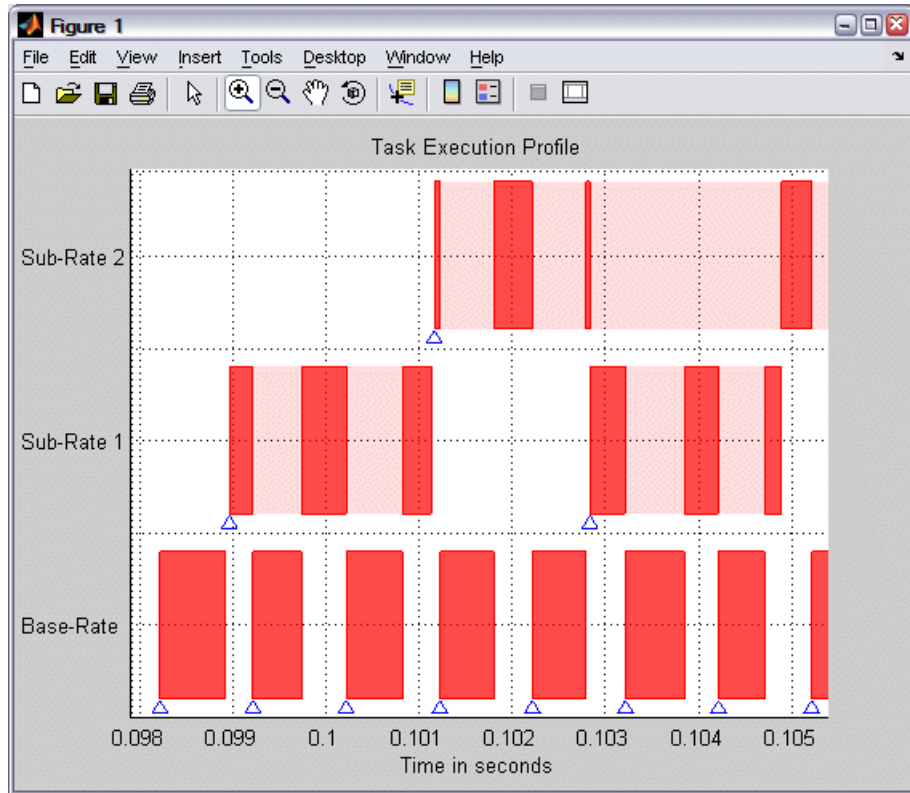 Figure 1
File Edit View Insert Tools Desktop Window Help
Task Execution Profile
Sub-Rate 2
Sub-Rate 1
Base-Rate
0.098 0.099 0.1 0.101 0.102 0.103 0.104 0.105
Time in seconds